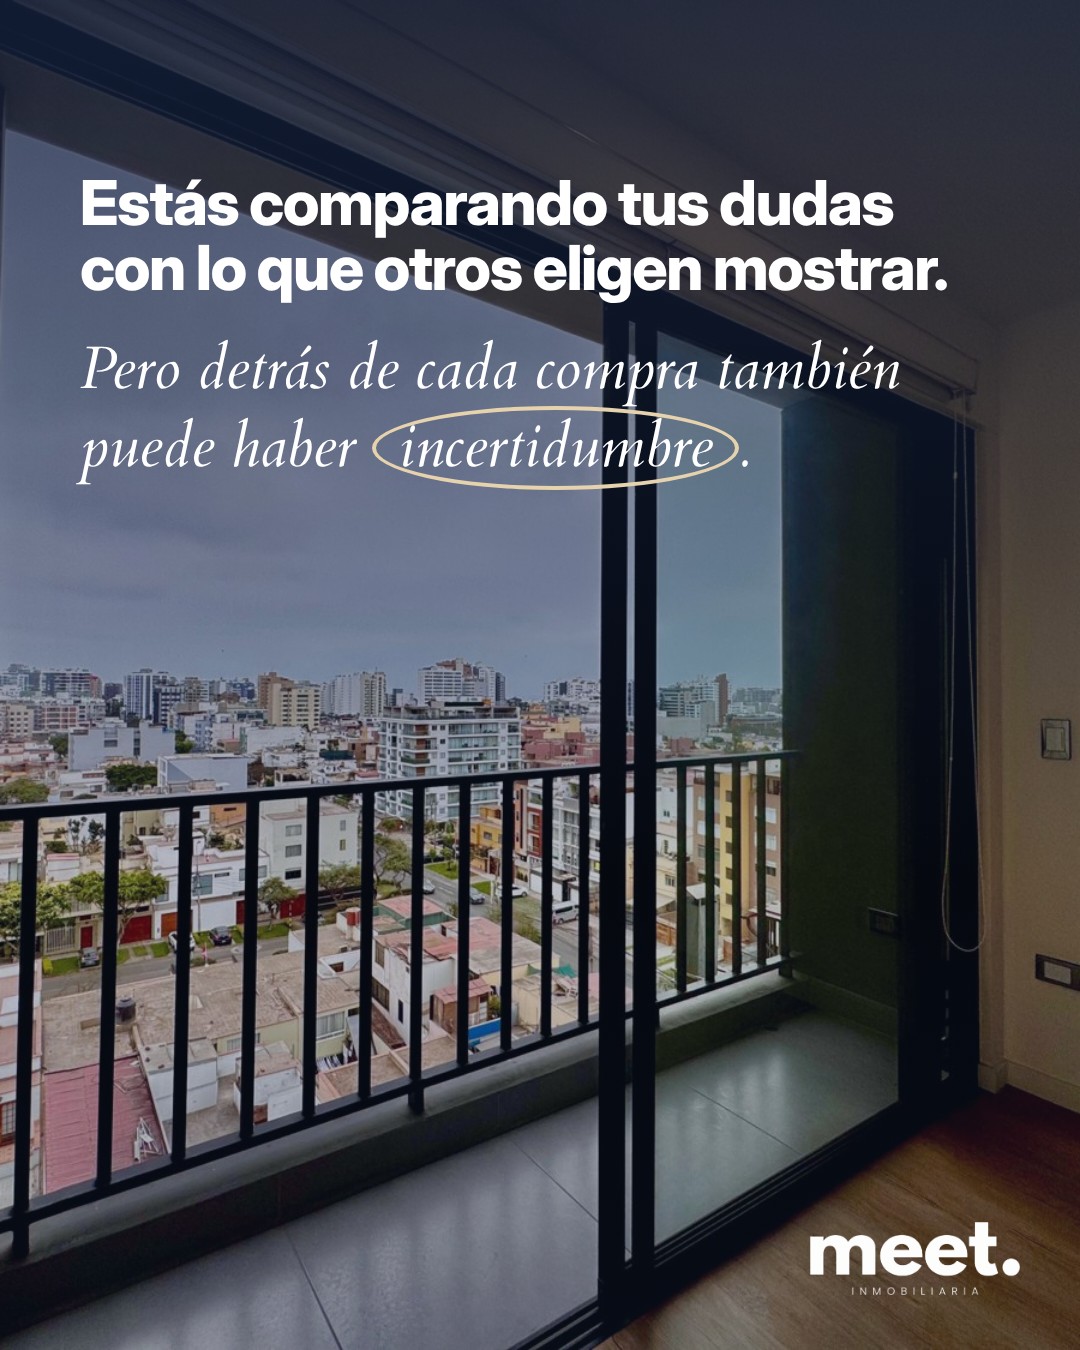 Estás comparando tus dudas
con lo que otros eligen mostrar.
Pero detrás de cada compra también
puede haber incertidumbre.
meet.
INMOBILIARIA